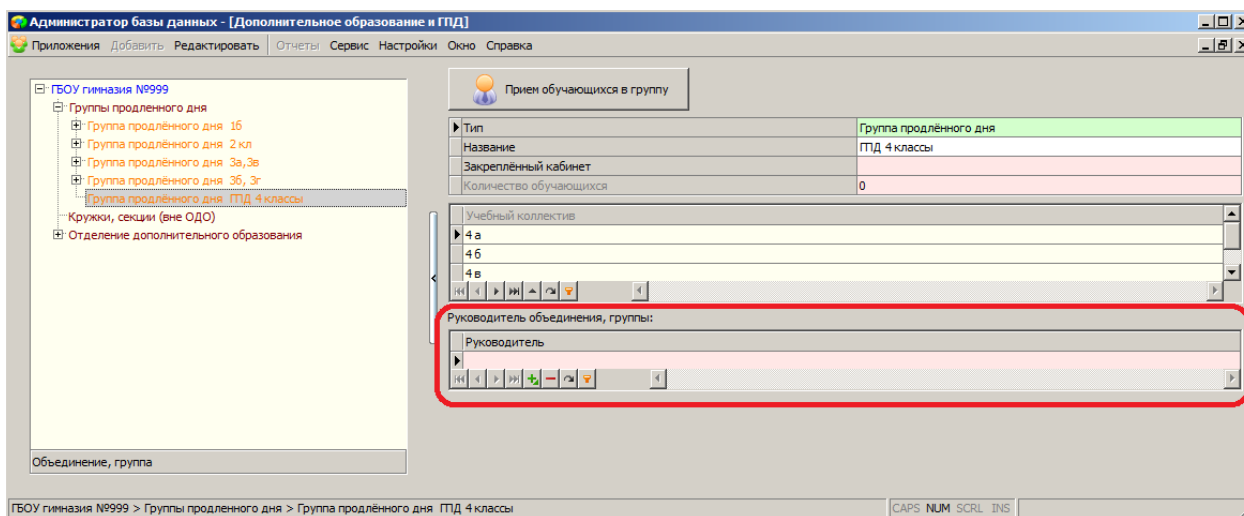 Администратор базы данных - [Дополнительное образование и ГПД]
Приложения Добавить Редактировать Отчеты Сервис Настройки Окно Справка
ГБОУ гимназия №999
Группы продленного дня
Группа продлённого дня 1б
Группа продлённого дня 2 кл
Группа продлённого дня 3а,3в
Группа продлённого дня 3б, 3г
Группа продлённого дня ГПД 4 классы
Кружки, секции (вне ОДО)
Отделение дополнительного образования
Объединение, группа
Прием обучающихся в группу
Тип Группа продлённого дня
Название ГПД 4 классы
Закреплённый кабинет
Количество обучающихся 0
Учебный коллектив
4 а
4 б
4 в
Руководитель объединения, группы:
Руководитель
ГБОУ гимназия №999 > Группы продленного дня > Группа продлённого дня ГПД 4 классы CAPS NUM SCRL INS